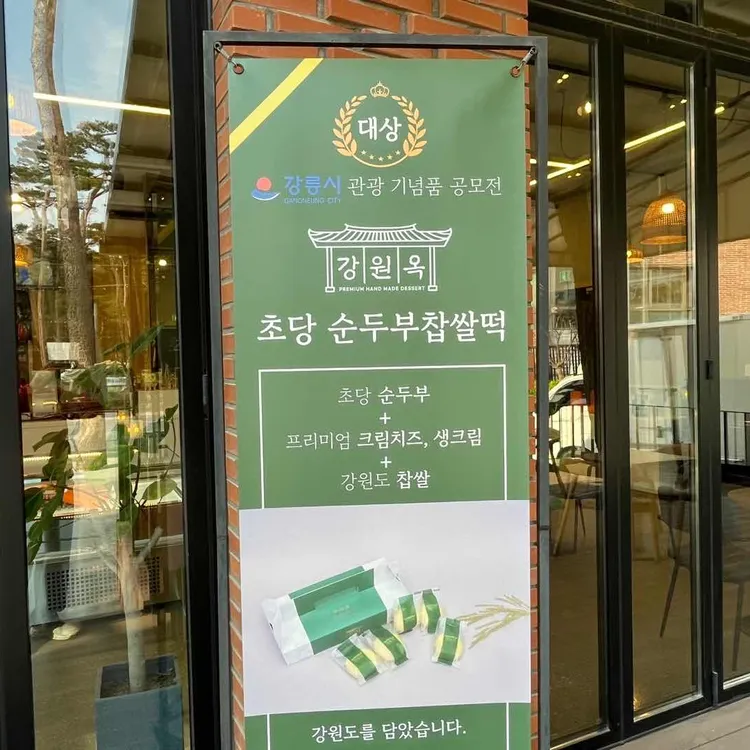 대상
강릉시 관광 기념품 공모전
GANGNEUNG CITY
강원옥
PREMIUM HAND MADE DESSERT
초당 순두부찹쌀떡
초당 순두부
+
프리미엄 크림치즈, 생크림
+
강원도 찹쌀
강원도를 담았습니다.